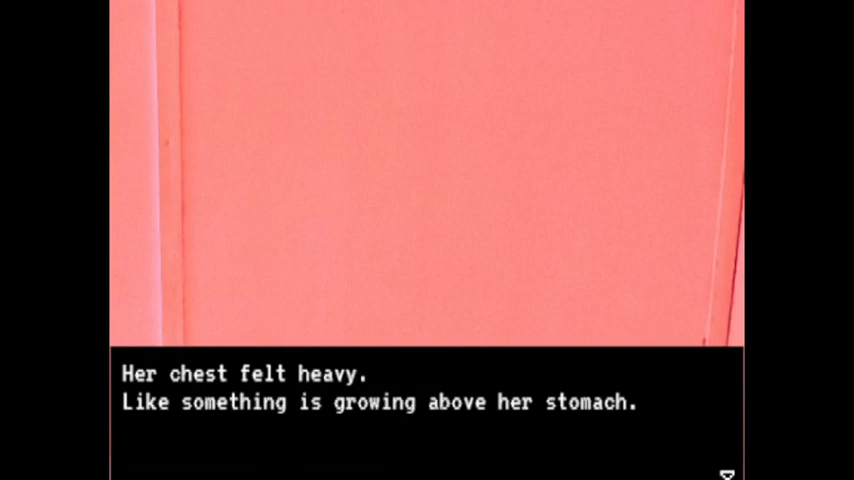 Her chest felt heavy.
Like something is growing above her stomach.